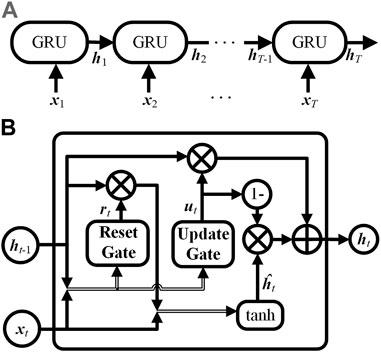 A
GRU GRU GRU
h1 h2 ··· hT-1 hT
x1 x2 ··· xT
B
1-
rt ut
Reset Gate
Update Gate
ht-1 ht
ĥt
xt tanh